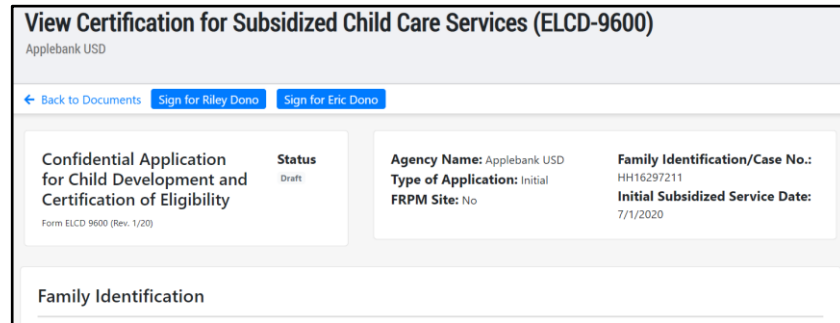 View Certification for Subsidized Child Care Services (ELCD-9600)
Applebank USD
← Back to Documents Sign for Riley Dono Sign for Eric Dono
Confidential Application
for Child Development and
Certification of Eligibility
Form ELCD 9600 (Rev. 1/20)
Status
Draft
Agency Name: Applebank USD
Type of Application: Initial
FRPM Site: No
Family Identification/Case No.:
HH16297211
Initial Subsidized Service Date:
7/1/2020
Family Identification